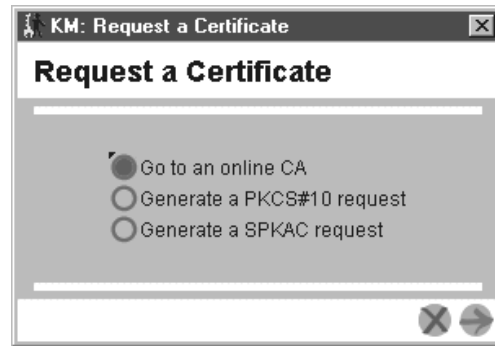 KM: Request a Certificate
Request a Certificate
Go to an online CA
Generate a PKCS#10 request
Generate a SPKAC request